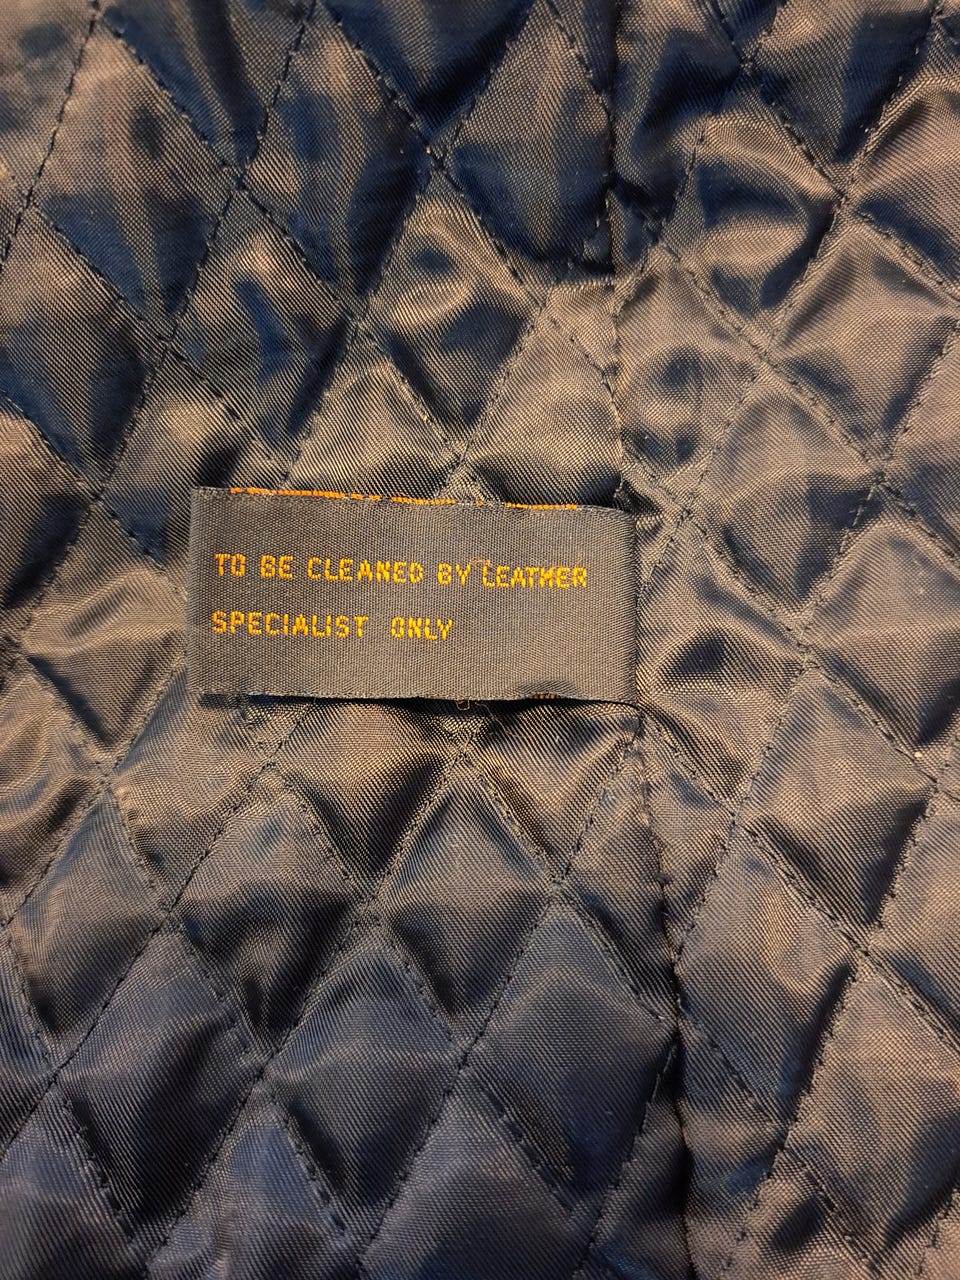 TO BE CLEANED BY LEATHER
SPECIALIST ONLY